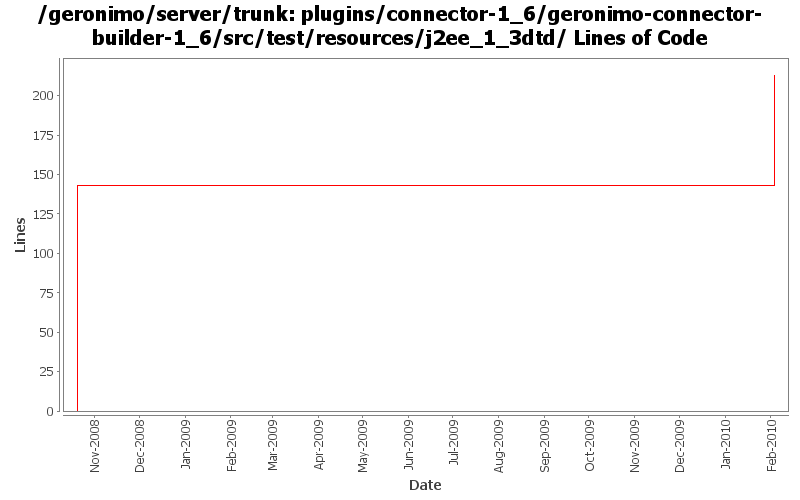 /geronimo/server/trunk: plugins/connector-1_6/geronimo-connector-
builder-1_6/src/test/resources/j2ee_1_3dtd/ Lines of Code
200
175
150
125
100
75
50
25
0
Lines
Nov-2008
Dec-2008
Jan-2009
Feb-2009
Mar-2009
Apr-2009
May-2009
Jun-2009
Jul-2009
Aug-2009
Sep-2009
Oct-2009
Nov-2009
Dec-2009
Jan-2010
Feb-2010
Date